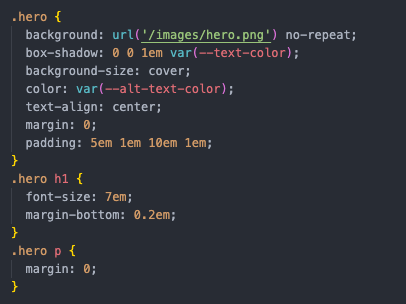 .hero {
  background: url('/images/hero.png') no-repeat;
  box-shadow: 0 0 1em var(--text-color);
  background-size: cover;
  color: var(--alt-text-color);
  text-align: center;
  margin: 0;
  padding: 5em 1em 10em 1em;
}
.hero h1 {
  font-size: 7em;
  margin-bottom: 0.2em;
}
.hero p {
  margin: 0;
}